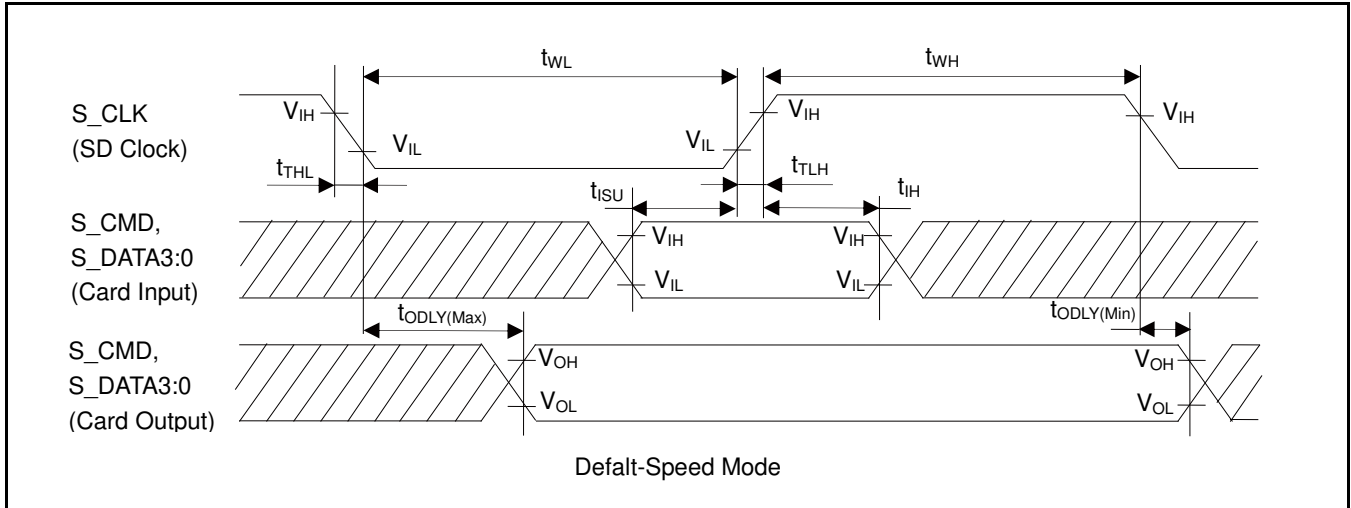 tWL
tWH
S_CLK
(SD Clock)
VIH
VIL
VIL
VIH
VIH
tTHL
tTLH
tISU
tIH
S_CMD,
S_DATA3:0
(Card Input)
VIH
VIL
VIH
VIL
tODLY(Max)
tODLY(Min)
S_CMD,
S_DATA3:0
(Card Output)
VOH
VOL
VOH
VOL
Defalt-Speed Mode